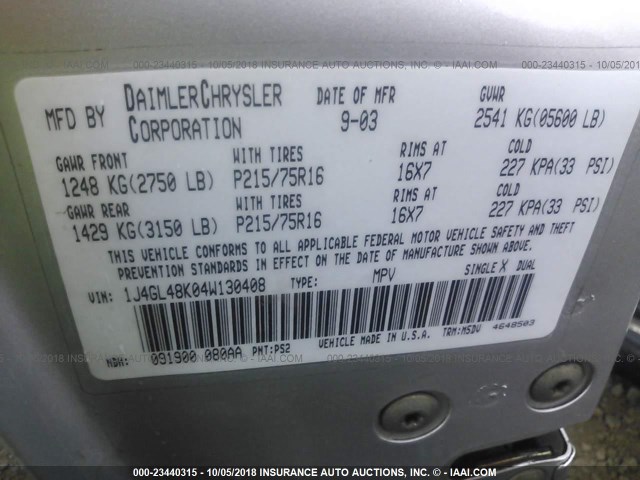 000-23440315 - 10/05/2018 INSURANCE AUTO AUCTIONS, INC. - IAAI.COM
MFD BY DAIMLERCHRYSLER CORPORATION DATE OF MFR 9-03 GVWR 2541 KG(05600 LB)
GAWR FRONT WITH TIRES RIMS AT COLD
1248 KG(2750 LB) P215/75R16 16X7 227 KPA(33 PSI)
GAWR REAR WITH TIRES RIMS AT COLD
1429 KG(3150 LB) P215/75R16 16X7 227 KPA(33 PSI)
THIS VEHICLE CONFORMS TO ALL APPLICABLE FEDERAL MOTOR VEHICLE SAFETY AND THEFT
PREVENTION STANDARDS IN EFFECT ON THE DATE OF MANUFACTURE SHOWN ABOVE.
VIN: 1J4GL48K04W130408 TYPE: MPV SINGLE X DUAL
MDH: 091900 080AA PNT:PS2 VEHICLE MADE IN U.S.A. TRM:MSDV 4648503
000-23440315 - 10/05/2018 INSURANCE AUTO AUCTIONS, INC. - IAAI.COM